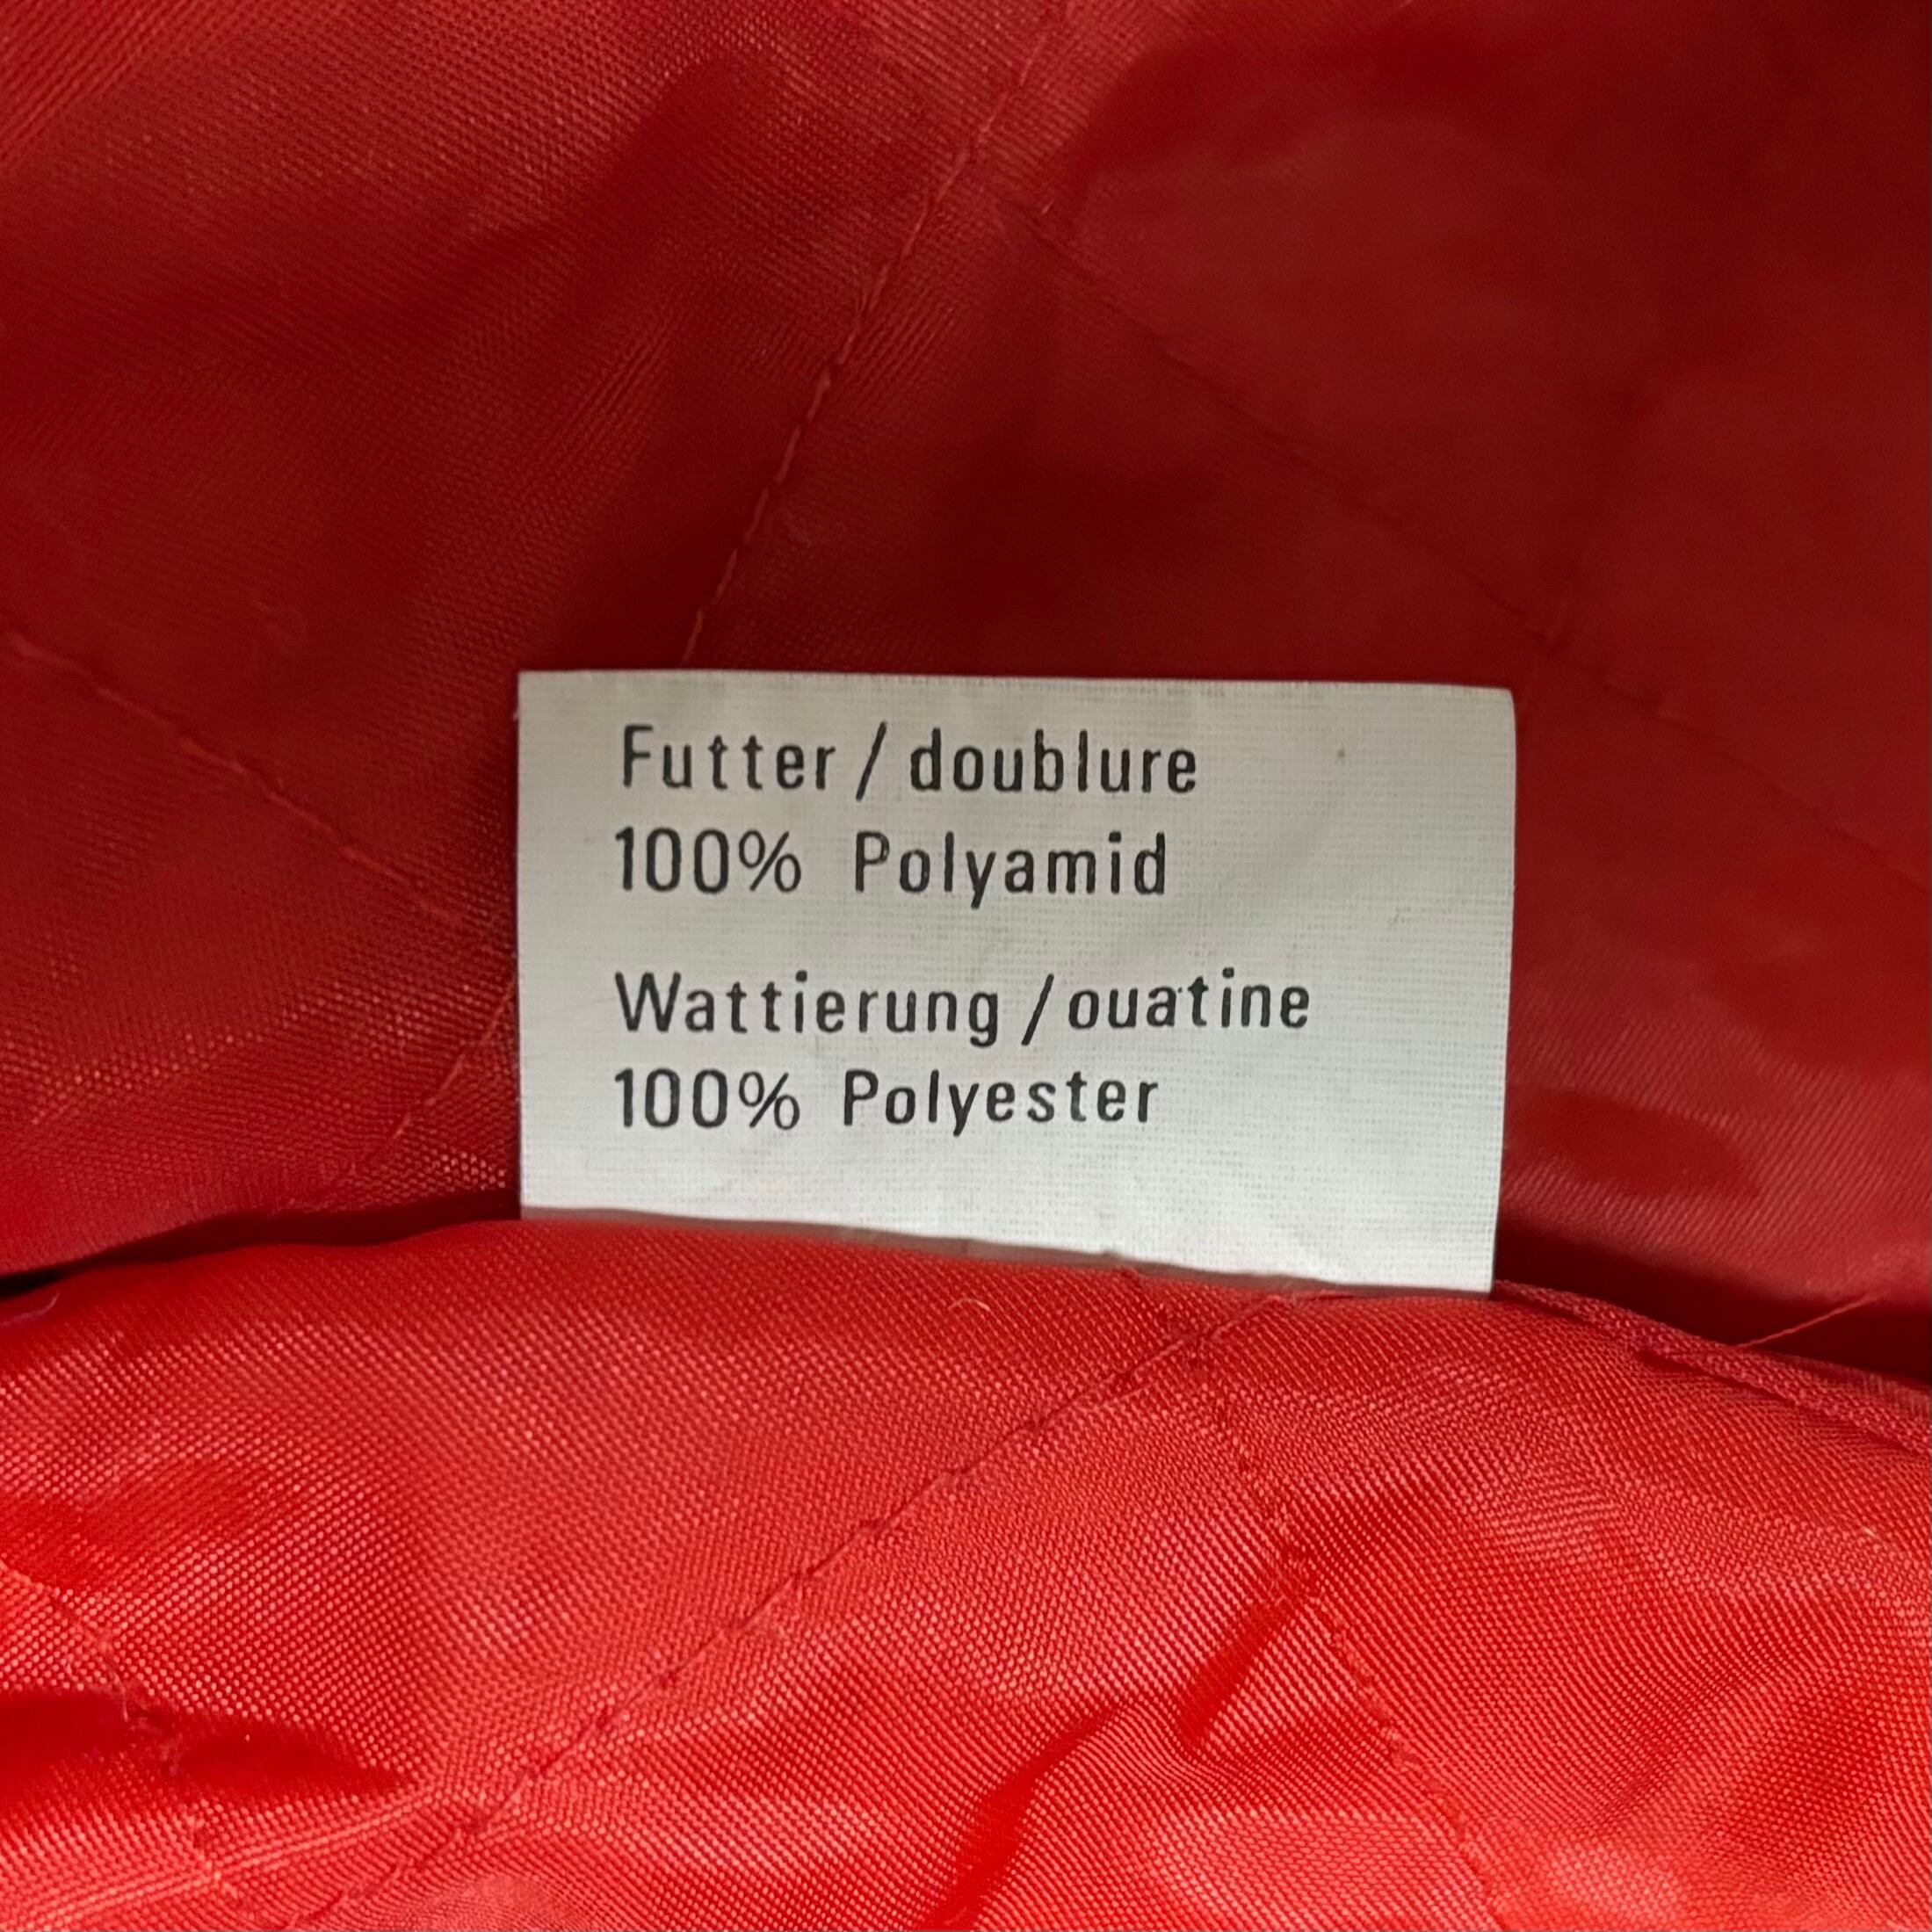 Futter / doublure
100% Polyamid
Wattierung / ouatine
100% Polyester